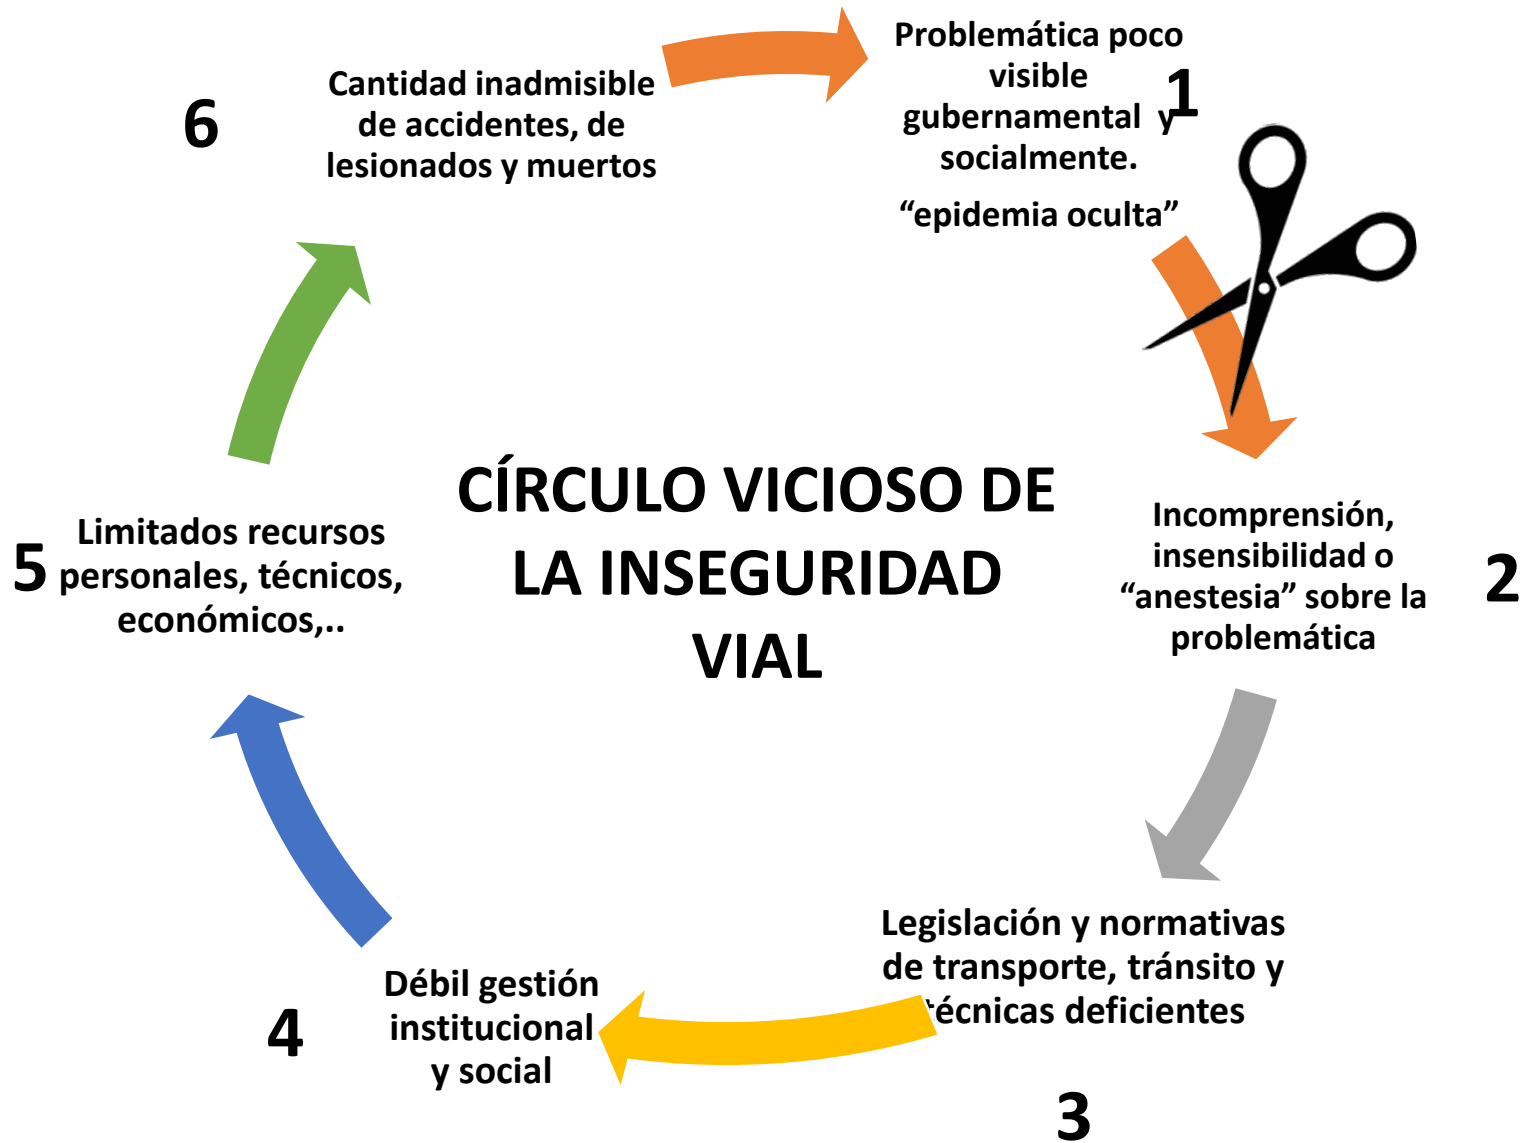 Problemática poco
visible
gubernamental y
socialmente.
“epidemia oculta”
1
Incomprensión,
insensibilidad o
“anestesia” sobre la
problemática
2
Legislación y normativas
de transporte, tránsito y
técnicas deficientes
3
Débil gestión
institucional
y social
4
Limitados recursos
personales, técnicos,
económicos,..
5
Cantidad inadmisible
de accidentes, de
lesionados y muertos
6
CÍRCULO VICIOSO DE
LA INSEGURIDAD
VIAL